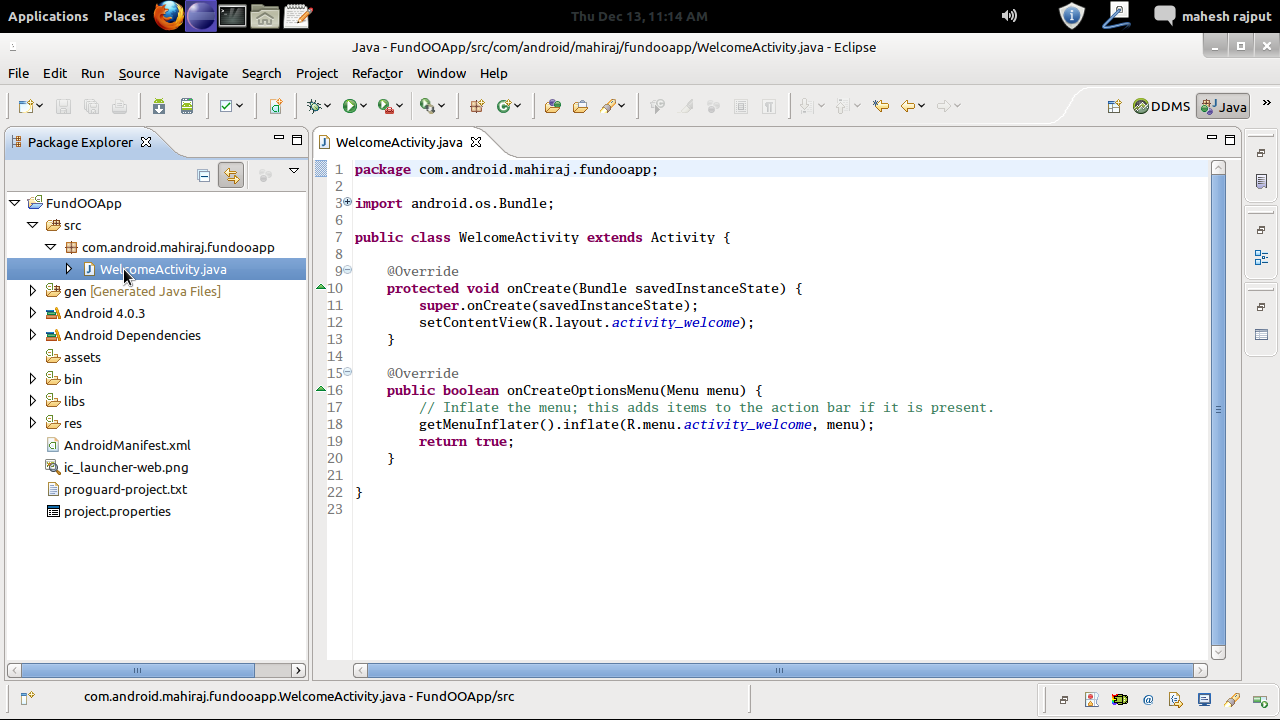 Applications Places Thu Dec 13, 11:14 AM mahesh rajput
Java - FundOOApp/src/com/android/mahiraj/fundooapp/WelcomeActivity.java - Eclipse
File Edit Run Source Navigate Search Project Refactor Window Help
DDMS Java
Package Explorer
FundOOApp
src
com.android.mahiraj.fundooapp
WelcomeActivity.java
gen [Generated Java Files]
Android 4.0.3
Android Dependencies
assets
bin
libs
res
AndroidManifest.xml
ic_launcher-web.png
proguard-project.txt
project.properties
WelcomeActivity.java
1 package com.android.mahiraj.fundooapp;
2
3 import android.os.Bundle;
6
7 public class WelcomeActivity extends Activity {
8
9 @Override
10 protected void onCreate(Bundle savedInstanceState) {
11 super.onCreate(savedInstanceState);
12 setContentView(R.layout.activity_welcome);
13 }
14
15 @Override
16 public boolean onCreateOptionsMenu(Menu menu) {
17 // Inflate the menu; this adds items to the action bar if it is present.
18 getMenuInflater().inflate(R.menu.activity_welcome, menu);
19 return true;
20 }
21
22 }
23
com.android.mahiraj.fundooapp.WelcomeActivity.java - FundOOApp/src